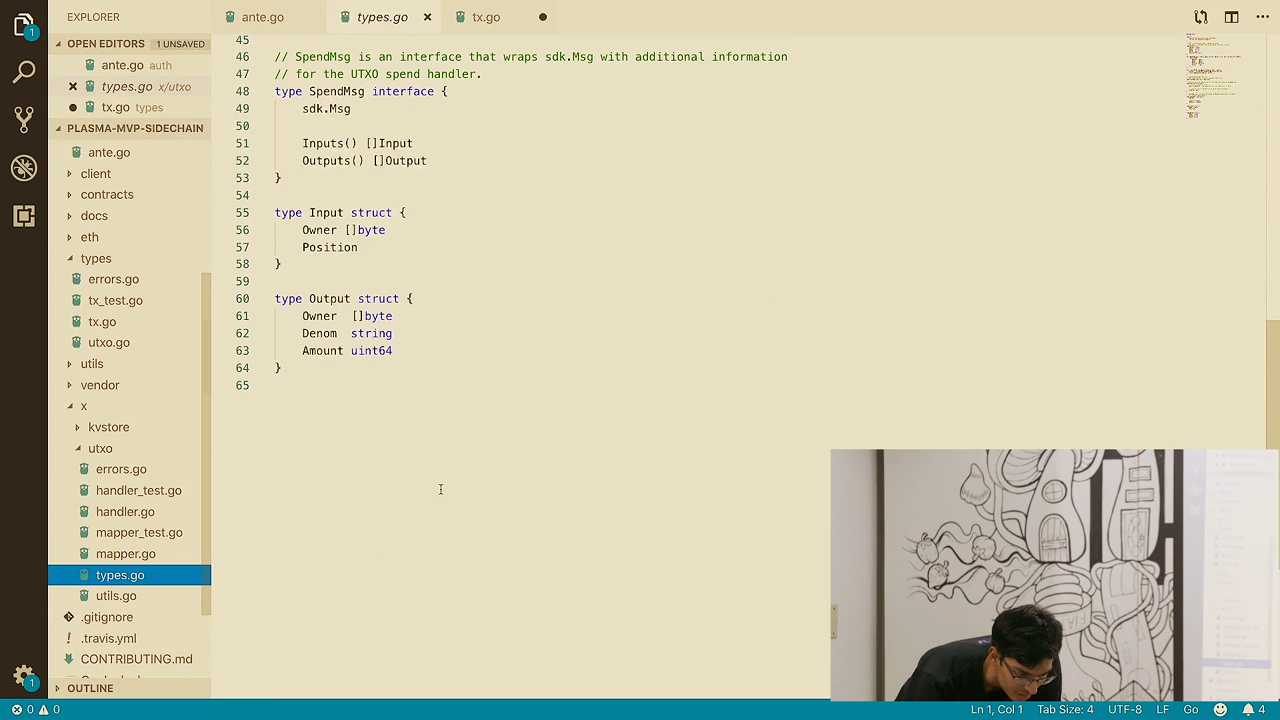 EXPLORER
ante.go
types.go
tx.go
OPEN EDITORS 1 UNSAVED
ante.go auth
types.go x/utxo
tx.go types
PLASMA-MVP-SIDECHAIN
ante.go
client
contracts
docs
eth
types
errors.go
tx_test.go
tx.go
utxo.go
utils
vendor
x
kvstore
utxo
errors.go
handler_test.go
handler.go
mapper_test.go
mapper.go
types.go
utils.go
.gitignore
.travis.yml
CONTRIBUTING.md
OUTLINE
1
1
45
46 // SpendMsg is an interface that wraps sdk.Msg with additional information
47 // for the UTXO spend handler.
48 type SpendMsg interface {
49 sdk.Msg
50
51 Inputs() []Input
52 Outputs() []Output
53 }
54
55 type Input struct {
56 Owner []byte
57 Position
58 }
59
60 type Output struct {
61 Owner []byte
62 Denom string
63 Amount uint64
64 }
65
0 0 Ln 1, Col 1 Tab Size: 4 UTF-8 LF Go 4